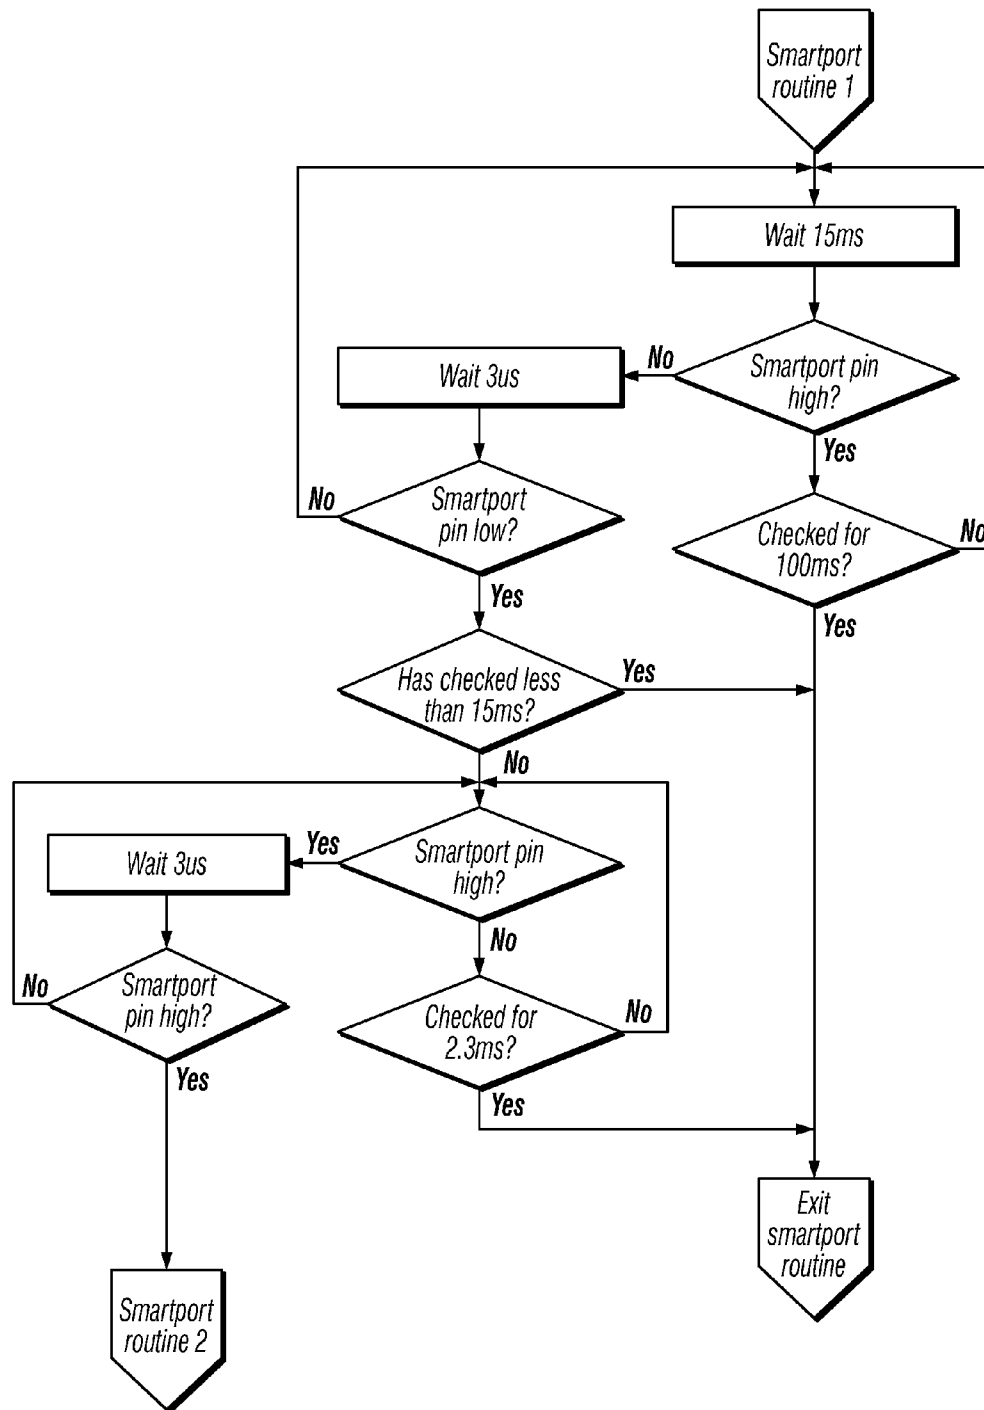 Smartport
routine 1
Wait 15ms
Wait 3us
No
Smartport pin
high?
Yes
No
Smartport
pin low?
Checked for
100ms?
No
Yes
Yes
Has checked less
than 15ms?
Yes
No
Wait 3us
Yes
Smartport pin
high?
No
No
Smartport
pin high?
Checked for
2.3ms?
No
Yes
Yes
Exit
smartport
routine
Smartport
routine 2